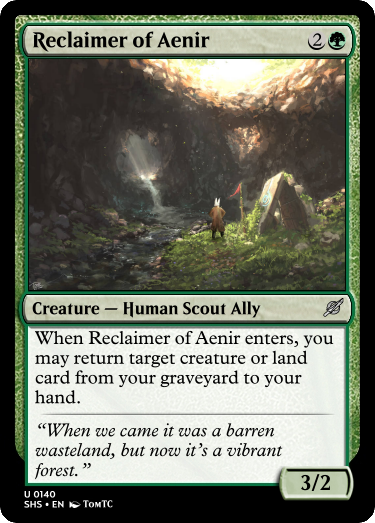 Reclaimer of Aenir 2
Creature — Human Scout Ally
When Reclaimer of Aenir enters, you
may return target creature or land
card from your graveyard to your
hand.
“When we came it was a barren
wasteland, but now it’s a vibrant
forest.”
3/2
U 0140
SHS • EN TomTC